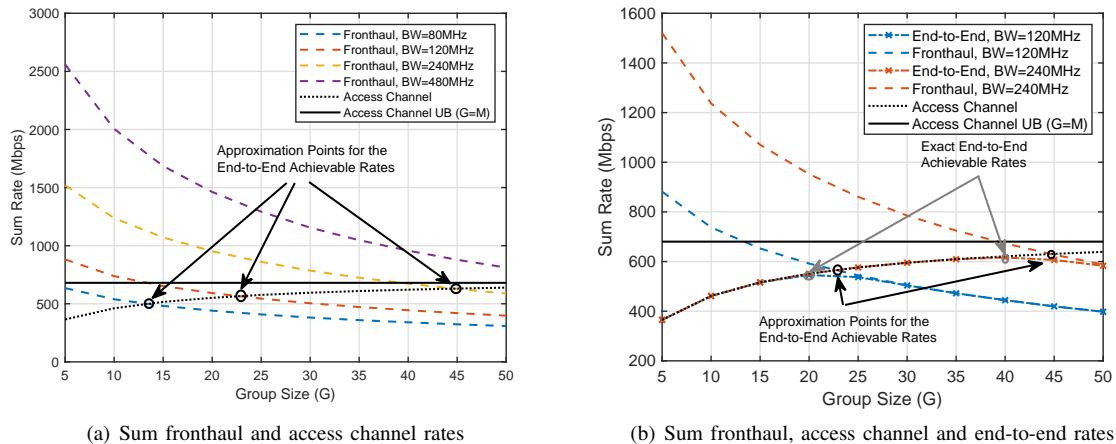 3000
2500
2000
1500
1000
500
0
Sum Rate (Mbps)
5 10 15 20 25 30 35 40 45 50
Group Size (G)
Fronthaul, BW=80MHz
Fronthaul, BW=120MHz
Fronthaul, BW=240MHz
Fronthaul, BW=480MHz
Access Channel
Access Channel UB (G=M)
Approximation Points for the
End-to-End Achievable Rates
(a) Sum fronthaul and access channel rates
1600
1400
1200
1000
800
600
400
200
Sum Rate (Mbps)
5 10 15 20 25 30 35 40 45 50
Group Size (G)
End-to-End, BW=120MHz
Fronthaul, BW=120MHz
End-to-End, BW=240MHz
Fronthaul, BW=240MHz
Access Channel
Access Channel UB (G=M)
Exact End-to-End
Achievable Rates
Approximation Points for the
End-to-End Achievable Rates
(b) Sum fronthaul, access channel and end-to-end rates